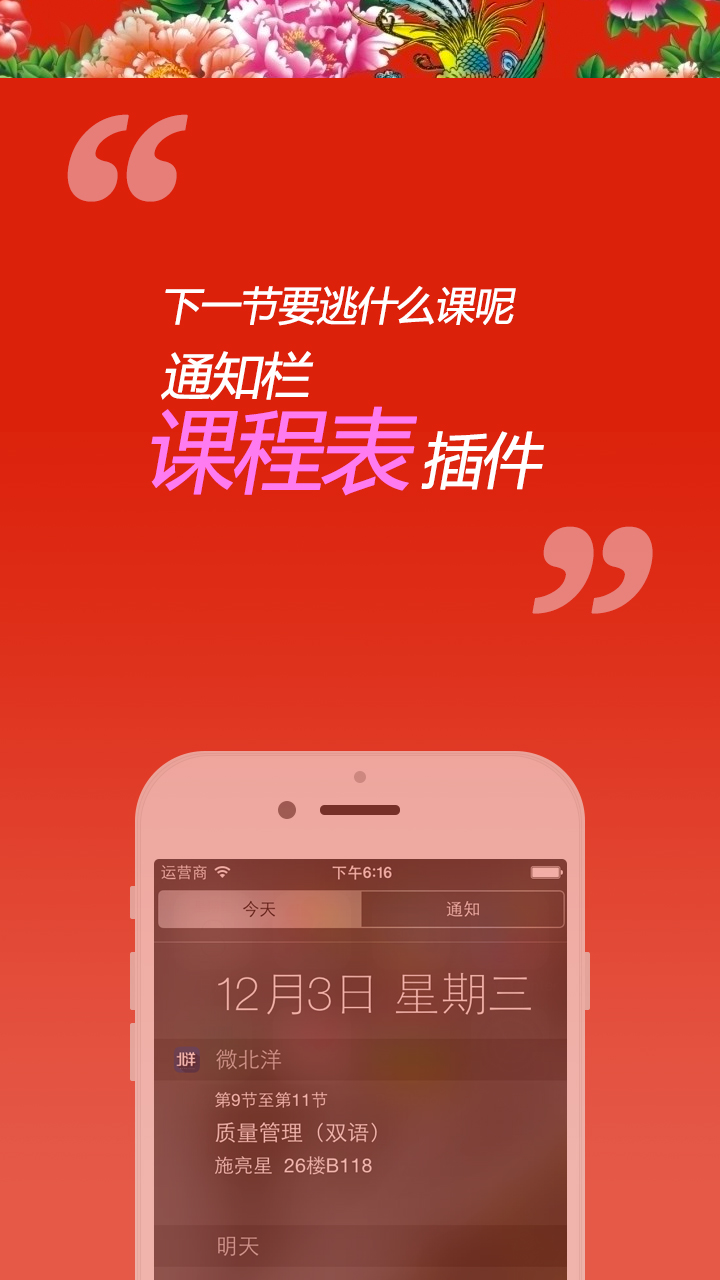 “
下一节要逃什么课呢
通知栏
课程表 插件
”
运营商 下午6:16
今天 通知
12月3日 星期三
北洋 微北洋
第9节至第11节
质量管理（双语）
施亮星 26楼B118
明天